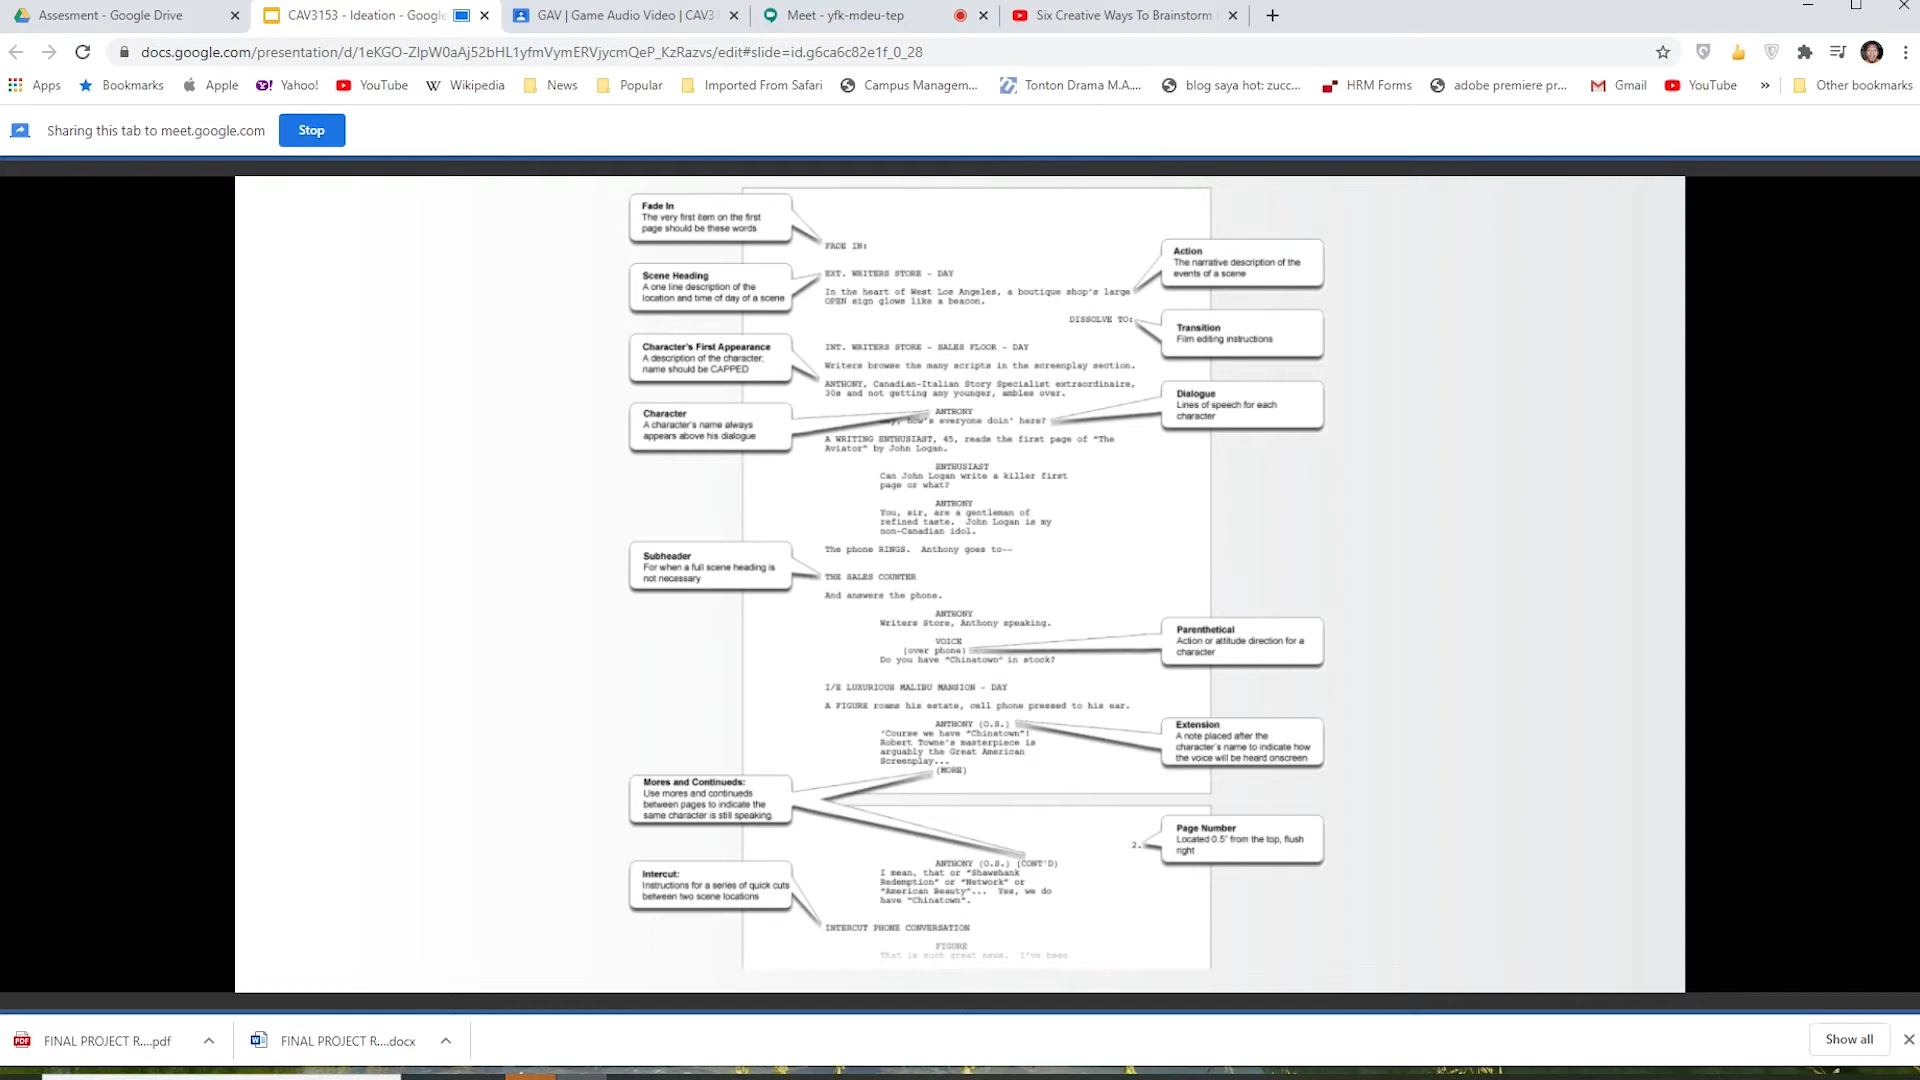 Assesment - Google Drive
CAV3153 - Ideation - Google
GAV | Game Audio Video | CAV3
Meet - yfk-mdeu-tep
Six Creative Ways To Brainstorm
docs.google.com/presentation/d/1eKGO-ZIpW0aAj52bHL1yfmVymERVjycmQeP_KzRazvs/edit#slide=id.g6ca6c82e1f_0_28
Apps
Bookmarks
Apple
Yahoo!
YouTube
Wikipedia
News
Popular
Imported From Safari
Campus Managem...
Tonton Drama M.A....
blog saya hot: zucc...
HRM Forms
adobe premiere pr...
Gmail
YouTube
»
Other bookmarks
Sharing this tab to meet.google.com
Stop
Fade In
The very first item on the first
page should be these words
FADE IN:
Action
The narrative description of the
events of a scene
Scene Heading
A one line description of the
location and time of day of a scene
EXT. WRITERS STORE - DAY
In the heart of West Los Angeles, a boutique shop's large
OPEN sign glows like a beacon.
DISSOLVE TO:
Transition
Film editing instructions
Character's First Appearance
A description of the character;
name should be CAPPED
INT. WRITERS STORE - SALES FLOOR - DAY
Writers browse the many scripts in the screenplay section.
ANTHONY, Canadian-Italian Story Specialist extraordinaire,
30s and not getting any younger, ambles over.
Dialogue
Lines of speech for each
character
Character
A character's name always
appears above his dialogue
ANTHONY
how's everyone doin' here?
A WRITING ENTHUSIAST, 45, reads the first page of "The
Aviator" by John Logan.
ENTHUSIAST
Can John Logan write a killer first
page or what?
ANTHONY
You, sir, are a gentleman of
refined taste. John Logan is my
non-Canadian idol.
The phone RINGS. Anthony goes to--
Subheader
For when a full scene heading is
not necessary
THE SALES COUNTER
And answers the phone.
ANTHONY
Writers Store, Anthony speaking.
VOICE
(over phone)
Do you have "Chinatown" in stock?
Parenthetical
Action or attitude direction for a
character
I/E LUXURIOUS MALIBU MANSION - DAY
A FIGURE roams his estate, cell phone pressed to his ear.
ANTHONY (O.S.)
'Course we have "Chinatown"!
Robert Towne's masterpiece is
arguably the Great American
Screenplay...
(MORE)
Extension
A note placed after the
character's name to indicate how
the voice will be heard onscreen
Mores and Continueds:
Use mores and continueds
between pages to indicate the
same character is still speaking.
2.
Page Number
Located 0.5" from the top, flush
right
ANTHONY (O.S.) (CONT'D)
I mean, that or "Shawshank
Redemption" or "Network" or
"American Beauty"... Yes, we do
have "Chinatown".
Intercut:
Instructions for a series of quick cuts
between two scene locations
INTERCUT PHONE CONVERSATION
FIGURE
That is such great news. I've been
FINAL PROJECT R....pdf
FINAL PROJECT R....docx
Show all